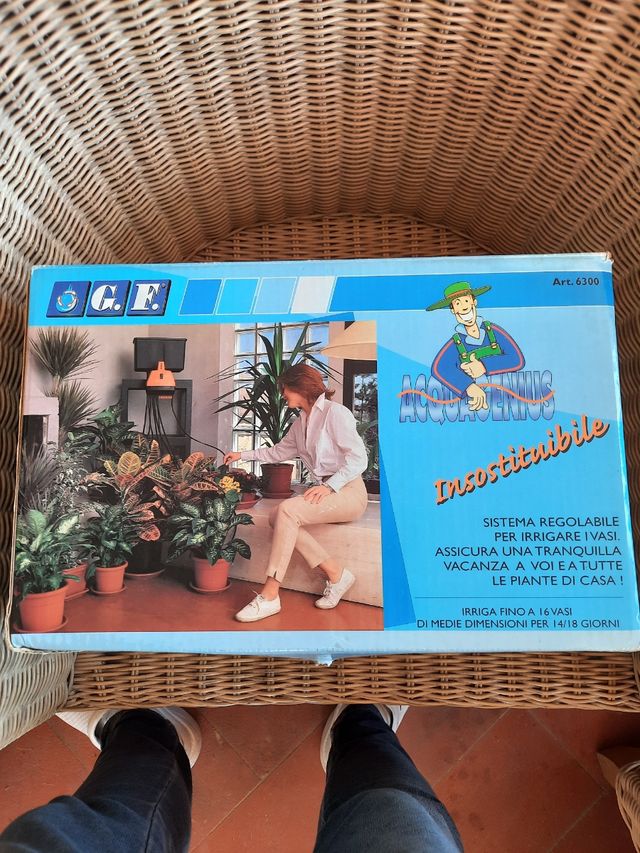 G.F.
Art. 6300
ACQUAGENIUS
Insostituibile
SISTEMA REGOLABILE
PER IRRIGARE I VASI.
ASSICURA UNA TRANQUILLA
VACANZA A VOI E A TUTTE
LE PIANTE DI CASA !
IRRIGA FINO A 16 VASI
DI MEDIE DIMENSIONI PER 14/18 GIORNI